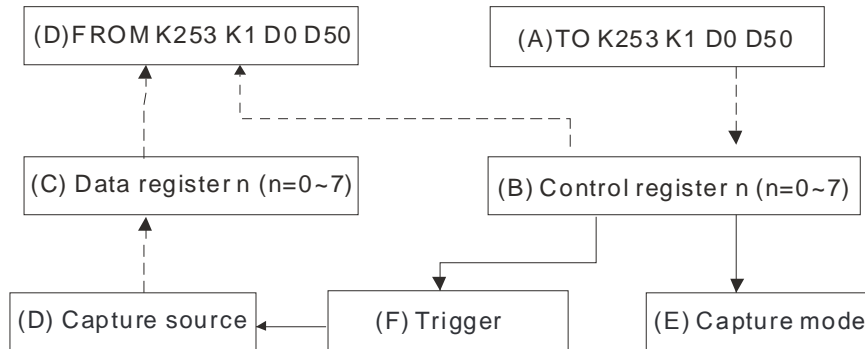 (D)FROM K253 K1 D0 D50
(A)TO K253 K1 D0 D50
(C) Data register n (n=0~7)
(B) Control register n (n=0~7)
(D) Capture source
(F) Trigger
(E) Capture mode